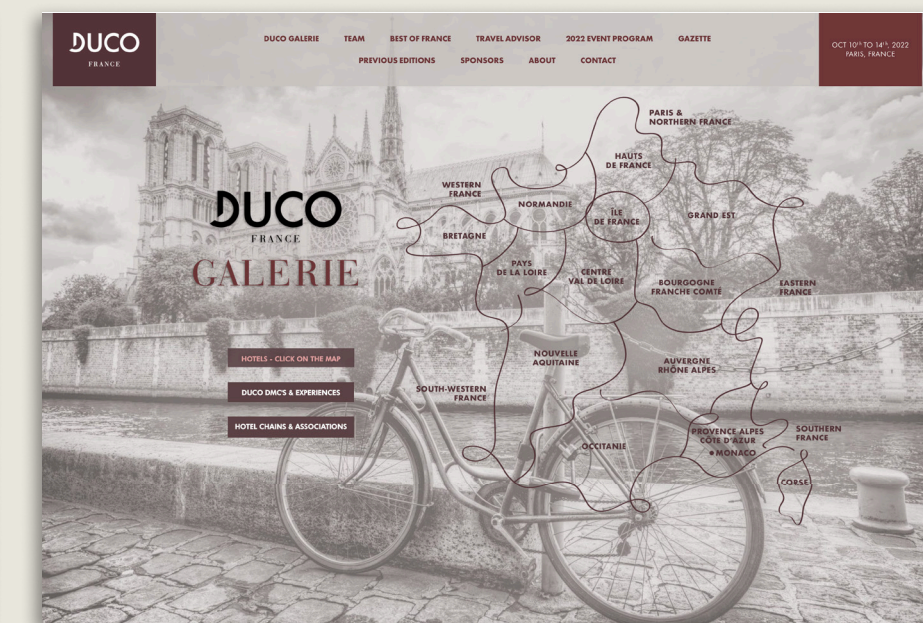 DUCO
FRANCE
DUCO GALERIE
TEAM
BEST OF FRANCE
TRAVEL ADVISOR
2022 EVENT PROGRAM
GAZETTE
PREVIOUS EDITIONS
SPONSORS
ABOUT
CONTACT
OCT 10TH TO 14TH, 2022
PARIS, FRANCE
DUCO
FRANCE
GALERIE
HOTELS - CLICK ON THE MAP
DUCO DMC'S & EXPERIENCES
HOTEL CHAINS & ASSOCIATIONS
PARIS &
NORTHERN FRANCE
HAUTS
DE FRANCE
WESTERN
FRANCE
NORMANDIE
ÎLE
DE FRANCE
GRAND EST
BRETAGNE
PAYS
DE LA LOIRE
CENTRE
VAL DE LOIRE
BOURGOGNE
FRANCHE COMTÉ
EASTERN
FRANCE
NOUVELLE
AQUITAINE
AUVERGNE
RHÔNE ALPES
SOUTH-WESTERN
FRANCE
OCCITANIE
PROVENCE ALPES
CÔTE D'AZUR
MONACO
SOUTHERN
FRANCE
CORSE